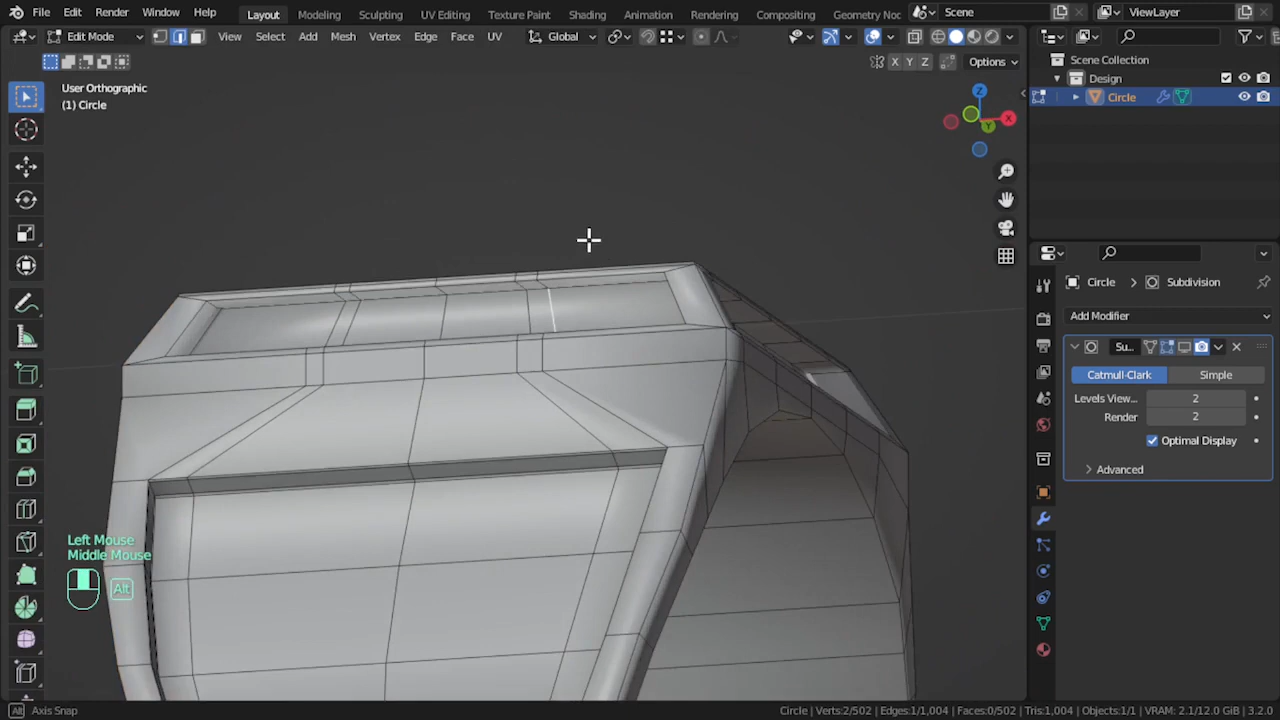 File Edit Render Window Help Layout Modeling Sculpting UV Editing Texture Paint Shading Animation Rendering Compositing Geometry Noc Scene ViewLayer
Edit Mode View Select Add Mesh Vertex Edge Face UV Global
X Y Z Options
User Orthographic
(1) Circle
Z
X
Y
Scene Collection
Design
Circle
Circle Subdivision
Add Modifier
Su...
Catmull-Clark Simple
Levels View... 2
Render 2
Optimal Display
Advanced
Left Mouse
Middle Mouse
Alt
Alt Axis Snap Circle | Verts:2/502 | Edges:1/1,004 | Faces:0/502 | Tris:1,004 | Objects:1/1 | VRAM: 2.1/12.0 GiB | 3.2.0